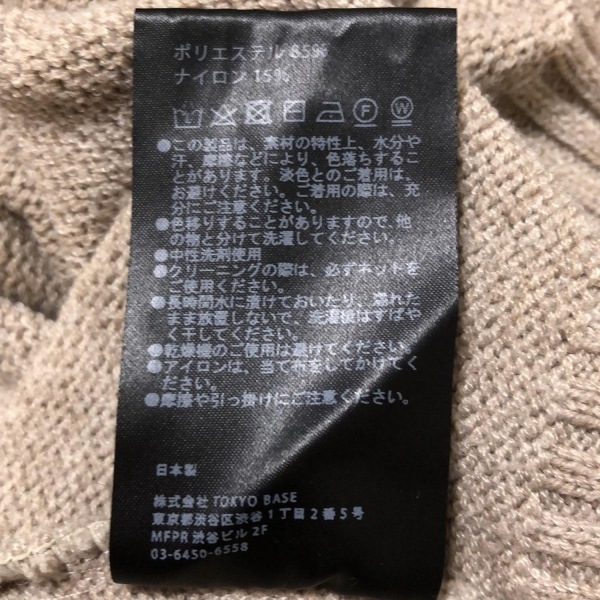 ポリエステル 85%
ナイロン 15%
●この製品は、素材の特性上、水分や
汗、摩擦などにより、色落ちするこ
とがあります。淡色とのご着用は、
お避けください。ご着用の際は、充
分にご注意ください。
●色移りすることがありますので、他
の物と分けて洗濯してください。
●中性洗剤使用
●クリーニングの際は、必ずネットを
ご使用ください。
●長時間水に漬けておいたり、濡れた
まま放置しないで、洗濯後はすばや
く干してください。
●乾燥機のご使用は避けてください。
●アイロンは、当て布をしてかけてく
ださい。
●摩擦や引っ掛けにご注意ください。
日本製
株式会社 TOKYO BASE
東京都渋谷区渋谷1丁目2番5号
MFPR 渋谷ビル 2F
03-6450-6558